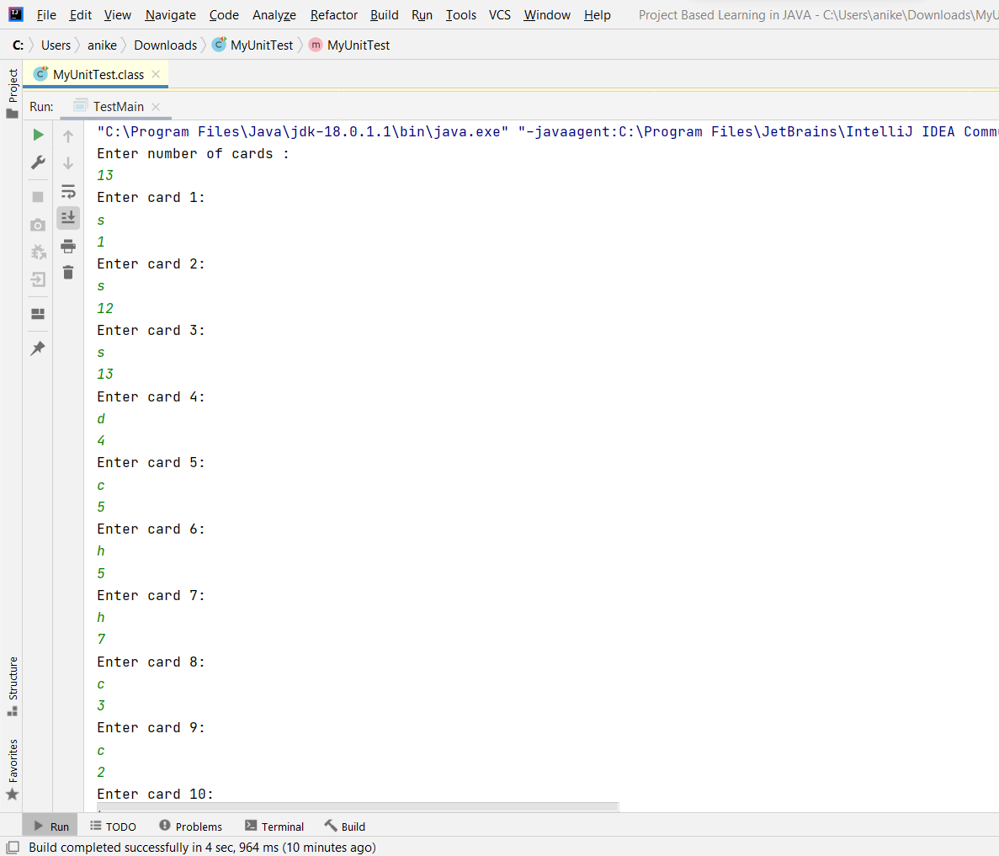 File Edit View Navigate Code Analyze Refactor Build Run Tools VCS Window Help Project Based Learning in JAVA - C:\Users\anike\Downloads\MyU
C: Users anike Downloads MyUnitTest MyUnitTest
Project
MyUnitTest.class
Run: TestMain
"C:\Program Files\Java\jdk-18.0.1.1\bin\java.exe" "-javaagent:C:\Program Files\JetBrains\IntelliJ IDEA Comm
Enter number of cards :
13
Enter card 1:
s
1
Enter card 2:
s
12
Enter card 3:
s
13
Enter card 4:
d
4
Enter card 5:
c
5
Enter card 6:
h
5
Enter card 7:
h
7
Enter card 8:
c
3
Enter card 9:
c
2
Enter card 10:
Structure
Favorites
Run TODO Problems Terminal Build
Build completed successfully in 4 sec, 964 ms (10 minutes ago)